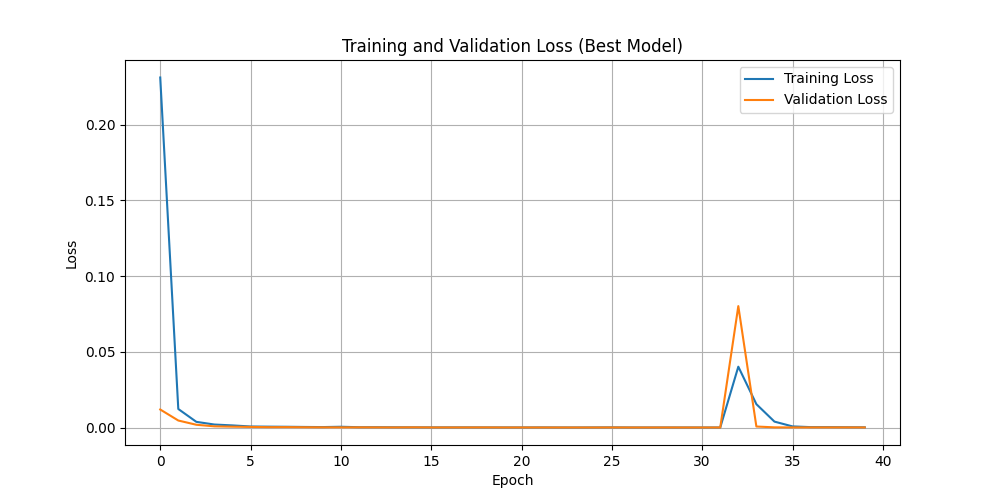 Training and Validation Loss (Best Model)
Training Loss
Validation Loss
0.20
0.15
0.10
0.05
0.00
Loss
0 5 10 15 20 25 30 35 40
Epoch